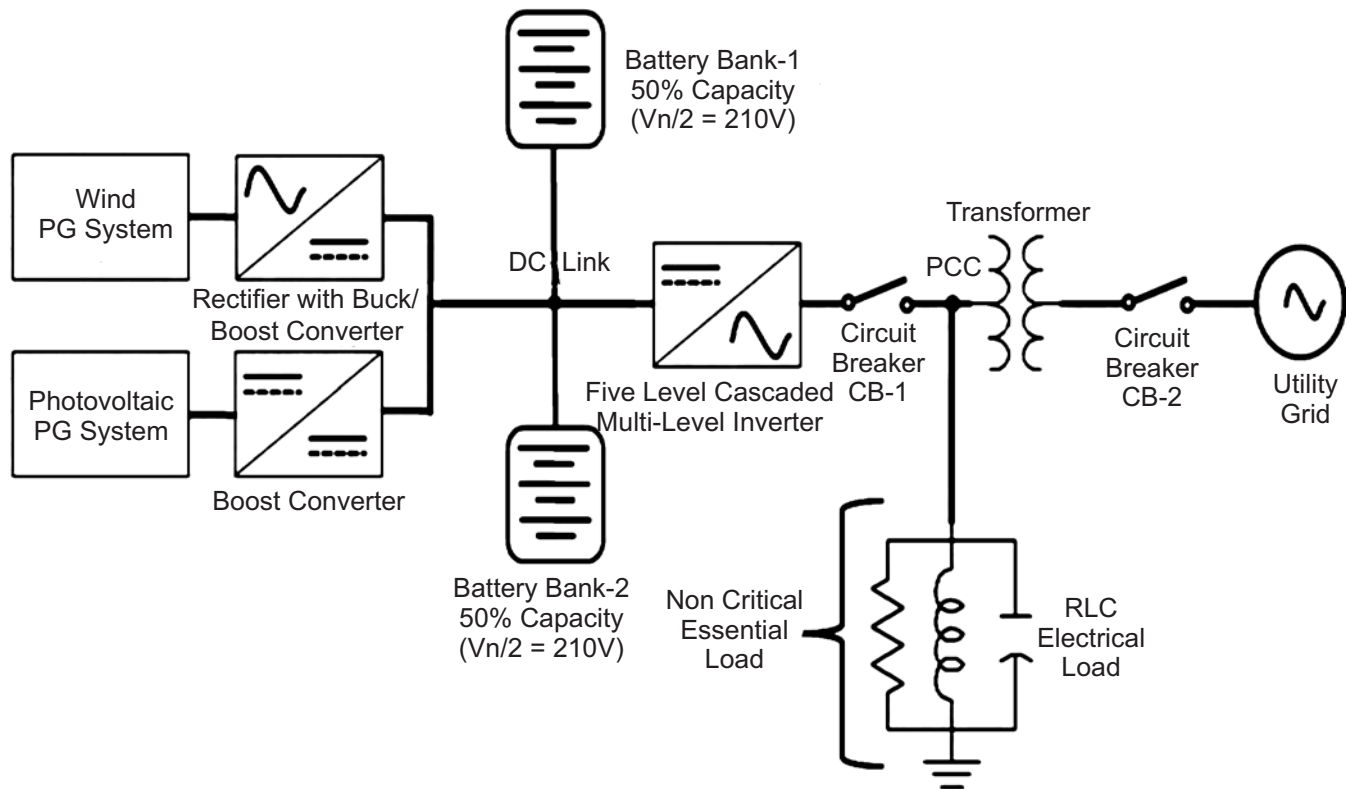 Battery Bank-1
50% Capacity
(Vn/2 = 210V)
Wind
PG System
Rectifier with Buck/
Boost Converter
Photovoltaic
PG System
Boost Converter
DC Link
Battery Bank-2
50% Capacity
(Vn/2 = 210V)
Five Level Cascaded
Multi-Level Inverter
Circuit
Breaker
CB-1
PCC
Transformer
Circuit
Breaker
CB-2
Utility
Grid
Non Critical
Essential
Load
RLC
Electrical
Load